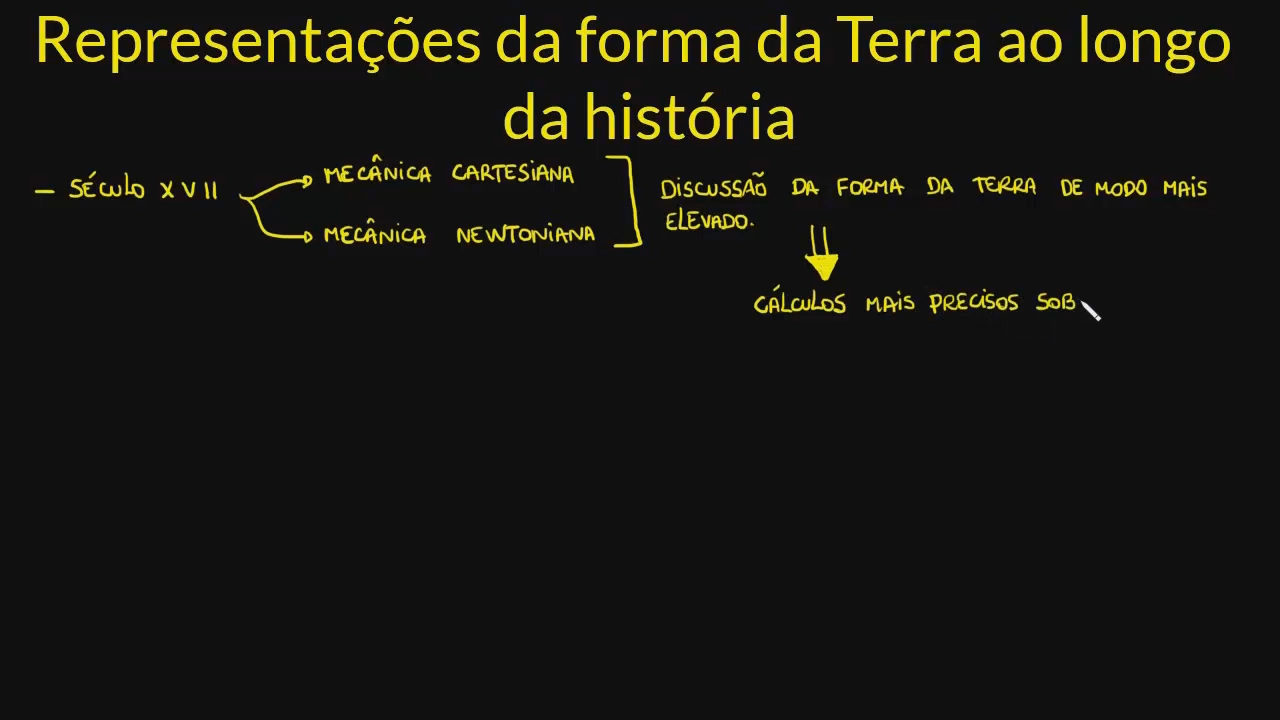 Representações da forma da Terra ao longo
da história
- SÉCULO XVII
MECÂNICA CARTESIANA
MECÂNICA NEWTONIANA
DISCUSSÃO DA FORMA DA TERRA DE MODO MAIS
ELEVADO.
CÁLCULOS MAIS PRECISOS SOB